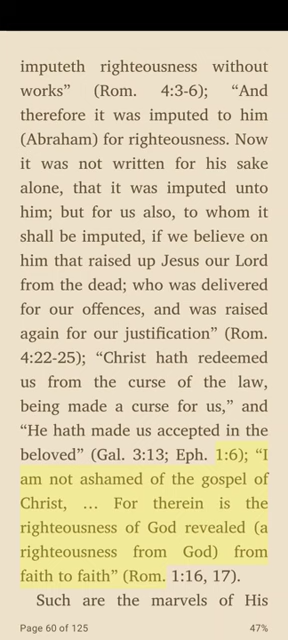 imputeth righteousness without
works” (Rom. 4:3-6); “And
therefore it was imputed to him
(Abraham) for righteousness. Now
it was not written for his sake
alone, that it was imputed unto
him; but for us also, to whom it
shall be imputed, if we believe on
him that raised up Jesus our Lord
from the dead; who was delivered
for our offences, and was raised
again for our justification” (Rom.
4:22-25); “Christ hath redeemed
us from the curse of the law,
being made a curse for us,” and
“He hath made us accepted in the
beloved” (Gal. 3:13; Eph. 1:6); “I
am not ashamed of the gospel of
Christ, … For therein is the
righteousness of God revealed (a
righteousness from God) from
faith to faith” (Rom. 1:16, 17).
Such are the marvels of His
Page 60 of 125 47%